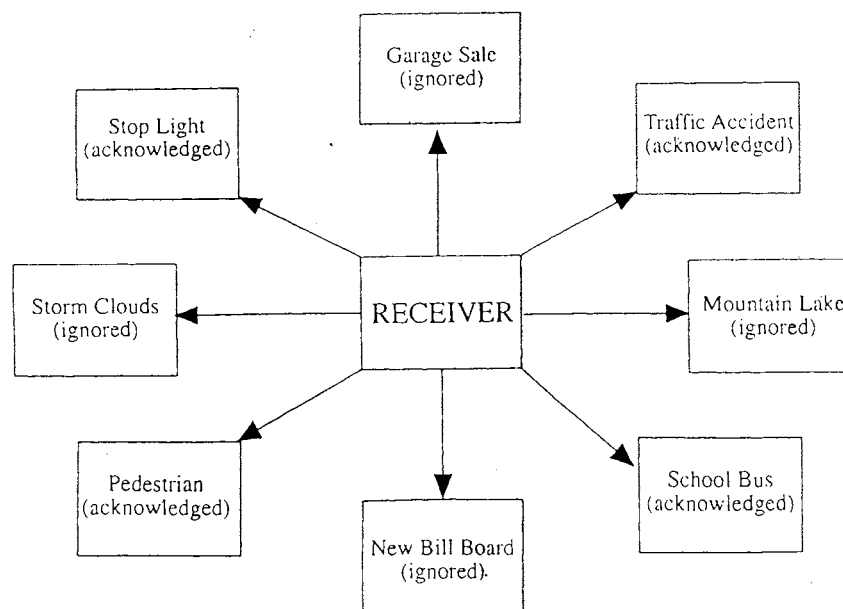 Garage Sale
(ignored)
Stop Light
(acknowledged)
Traffic Accident
(acknowledged)
Storm Clouds
(ignored)
RECEIVER
Mountain Lake
(ignored)
Pedestrian
(acknowledged)
School Bus
(acknowledged)
New Bill Board
(ignored).